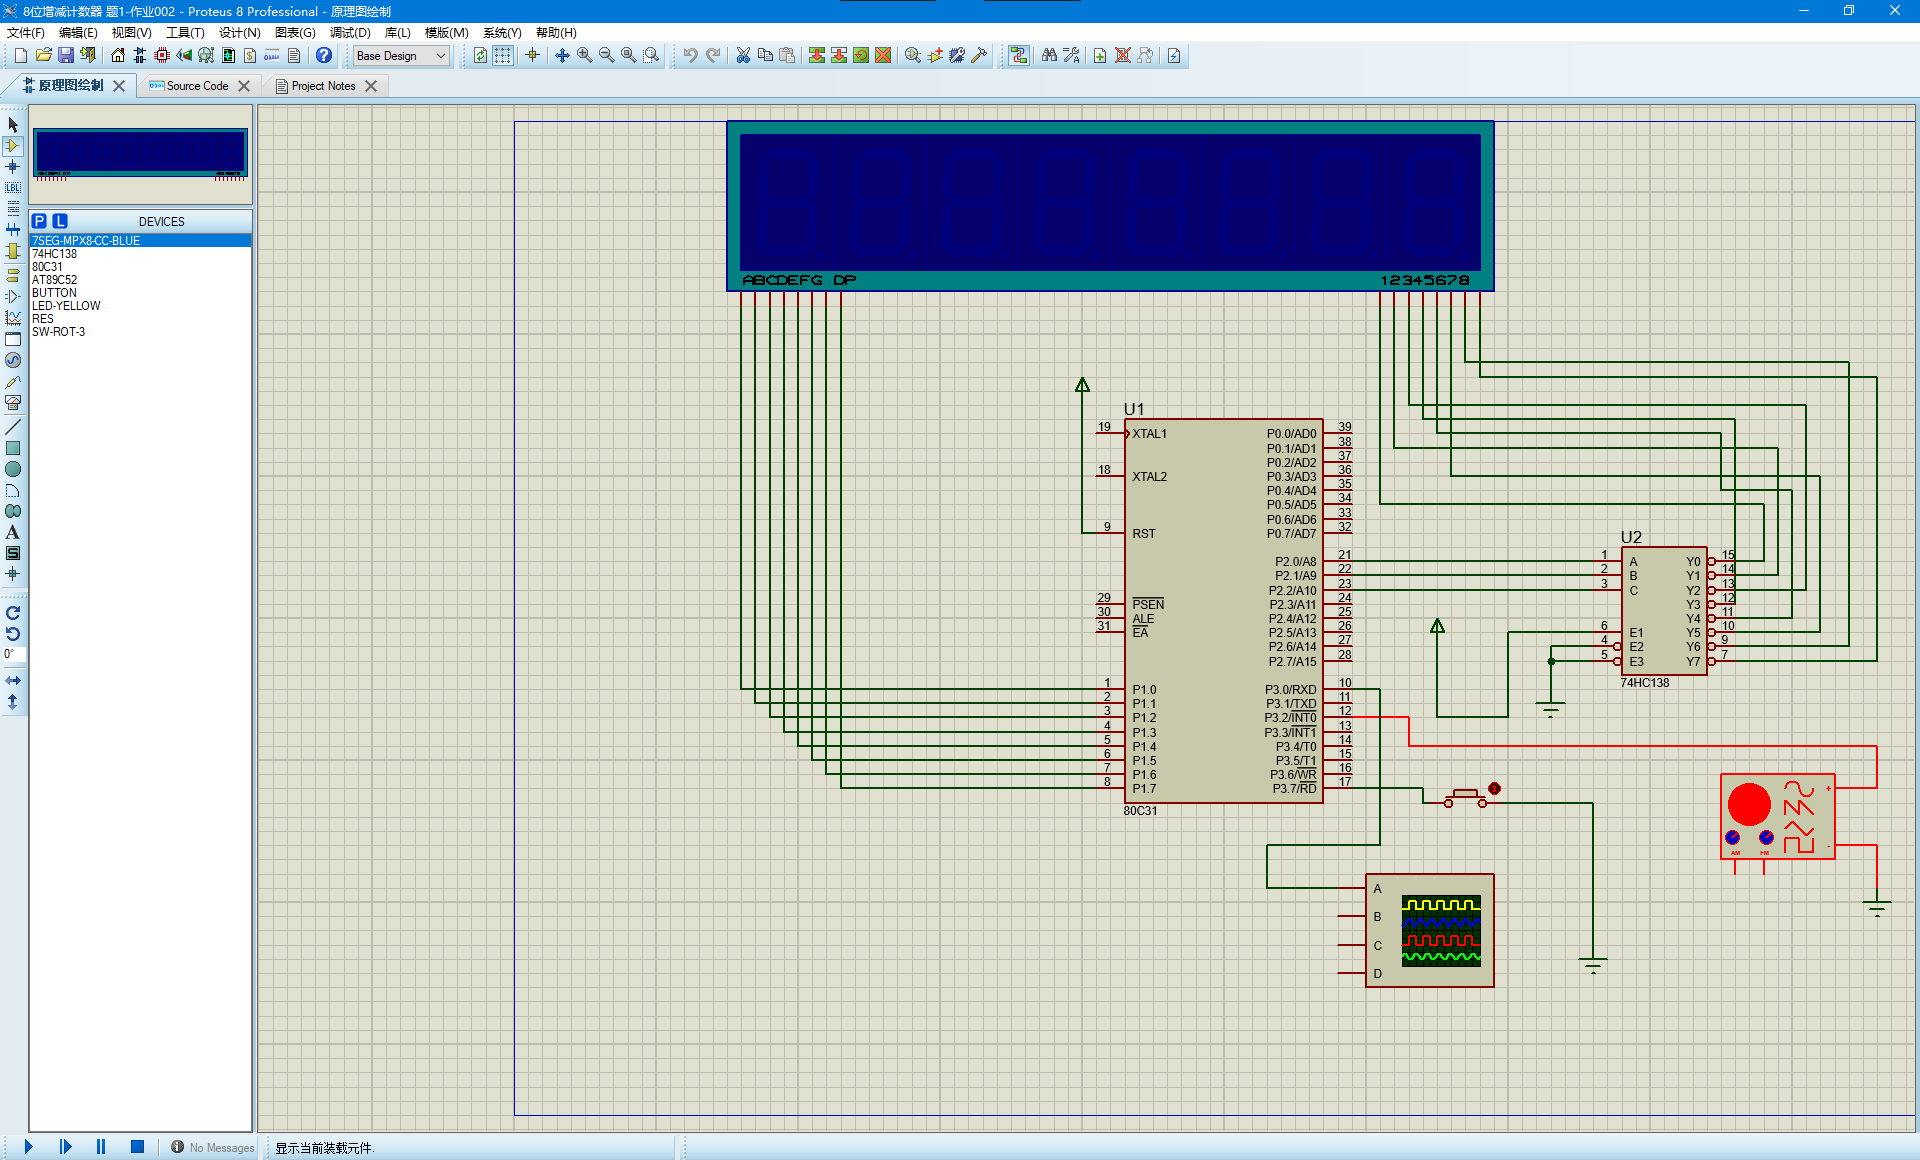 8位增减计数器 题1-作业002 - Proteus 8 Professional - 原理图绘制
文件(F) 编辑(E) 视图(V) 工具(T) 设计(N) 图表(G) 调试(D) 库(L) 模版(M) 系统(Y) 帮助(H)
Base Design
原理图绘制 Source Code Project Notes
P L DEVICES
7SEG-MPX8-CC-BLUE
74HC138
80C31
AT89C52
BUTTON
LED-YELLOW
RES
SW-ROT-3
LBL
A
S
0°
ABCDEFG DP 12345678
U1
19 XTAL1
18 XTAL2
9 RST
29 PSEN
30 ALE
31 EA
1 P1.0
2 P1.1
3 P1.2
4 P1.3
5 P1.4
6 P1.5
7 P1.6
8 P1.7
P0.0/AD0 39
P0.1/AD1 38
P0.2/AD2 37
P0.3/AD3 36
P0.4/AD4 35
P0.5/AD5 34
P0.6/AD6 33
P0.7/AD7 32
P2.0/A8 21
P2.1/A9 22
P2.2/A10 23
P2.3/A11 24
P2.4/A12 25
P2.5/A13 26
P2.6/A14 27
P2.7/A15 28
P3.0/RXD 10
P3.1/TXD 11
P3.2/INT0 12
P3.3/INT1 13
P3.4/T0 14
P3.5/T1 15
P3.6/WR 16
P3.7/RD 17
80C31
U2
1 A Y0 15
2 B Y1 14
3 C Y2 13
Y3 12
Y4 11
6 E1 Y5 10
4 E2 Y6 9
5 E3 Y7 7
74HC138
AM FM
A
B
C
D
No Messages 显示当前装载元件.